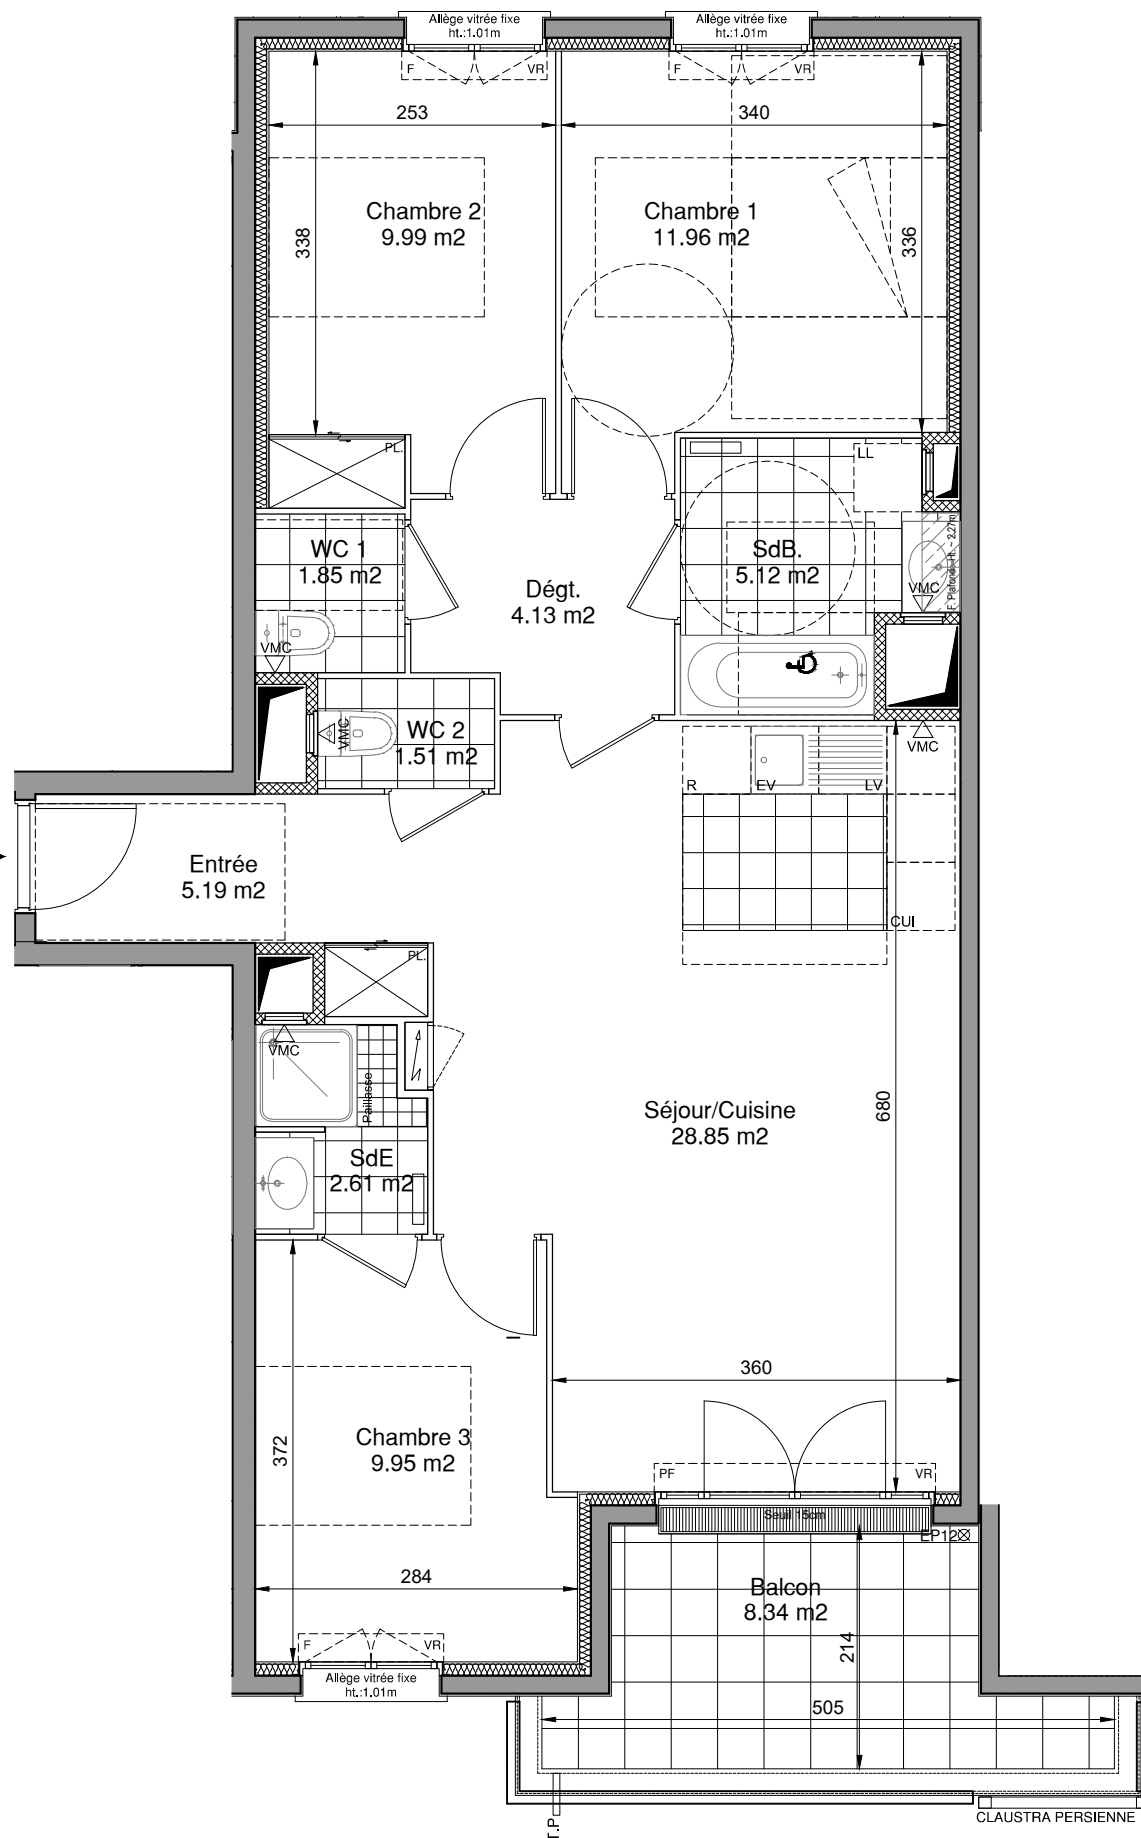 Allège vitrée fixe
ht.:1.01m
Allège vitrée fixe
ht.:1.01m
F
VR
F
VR
253
340
338
336
Chambre 2
9.99 m2
Chambre 1
11.96 m2
PL.
LL
WC 1
1.85 m2
VMC
Dégt.
4.13 m2
SdB.
5.12 m2
VMC
F. Plafond - Ht. ~ 2.27m
WC 2
1.51 m2
VMC
VMC
R
EV
LV
CUI
Entrée
5.19 m2
PL.
VMC
Paillasse
SdE
2.61 m2
Séjour/Cuisine
28.85 m2
680
360
372
Chambre 3
9.95 m2
PF
VR
Seuil 15cm
EP12
284
Balcon
8.34 m2
214
F
VR
Allège vitrée fixe
ht.:1.01m
505
CLAUSTRA PERSIENNE
T.P